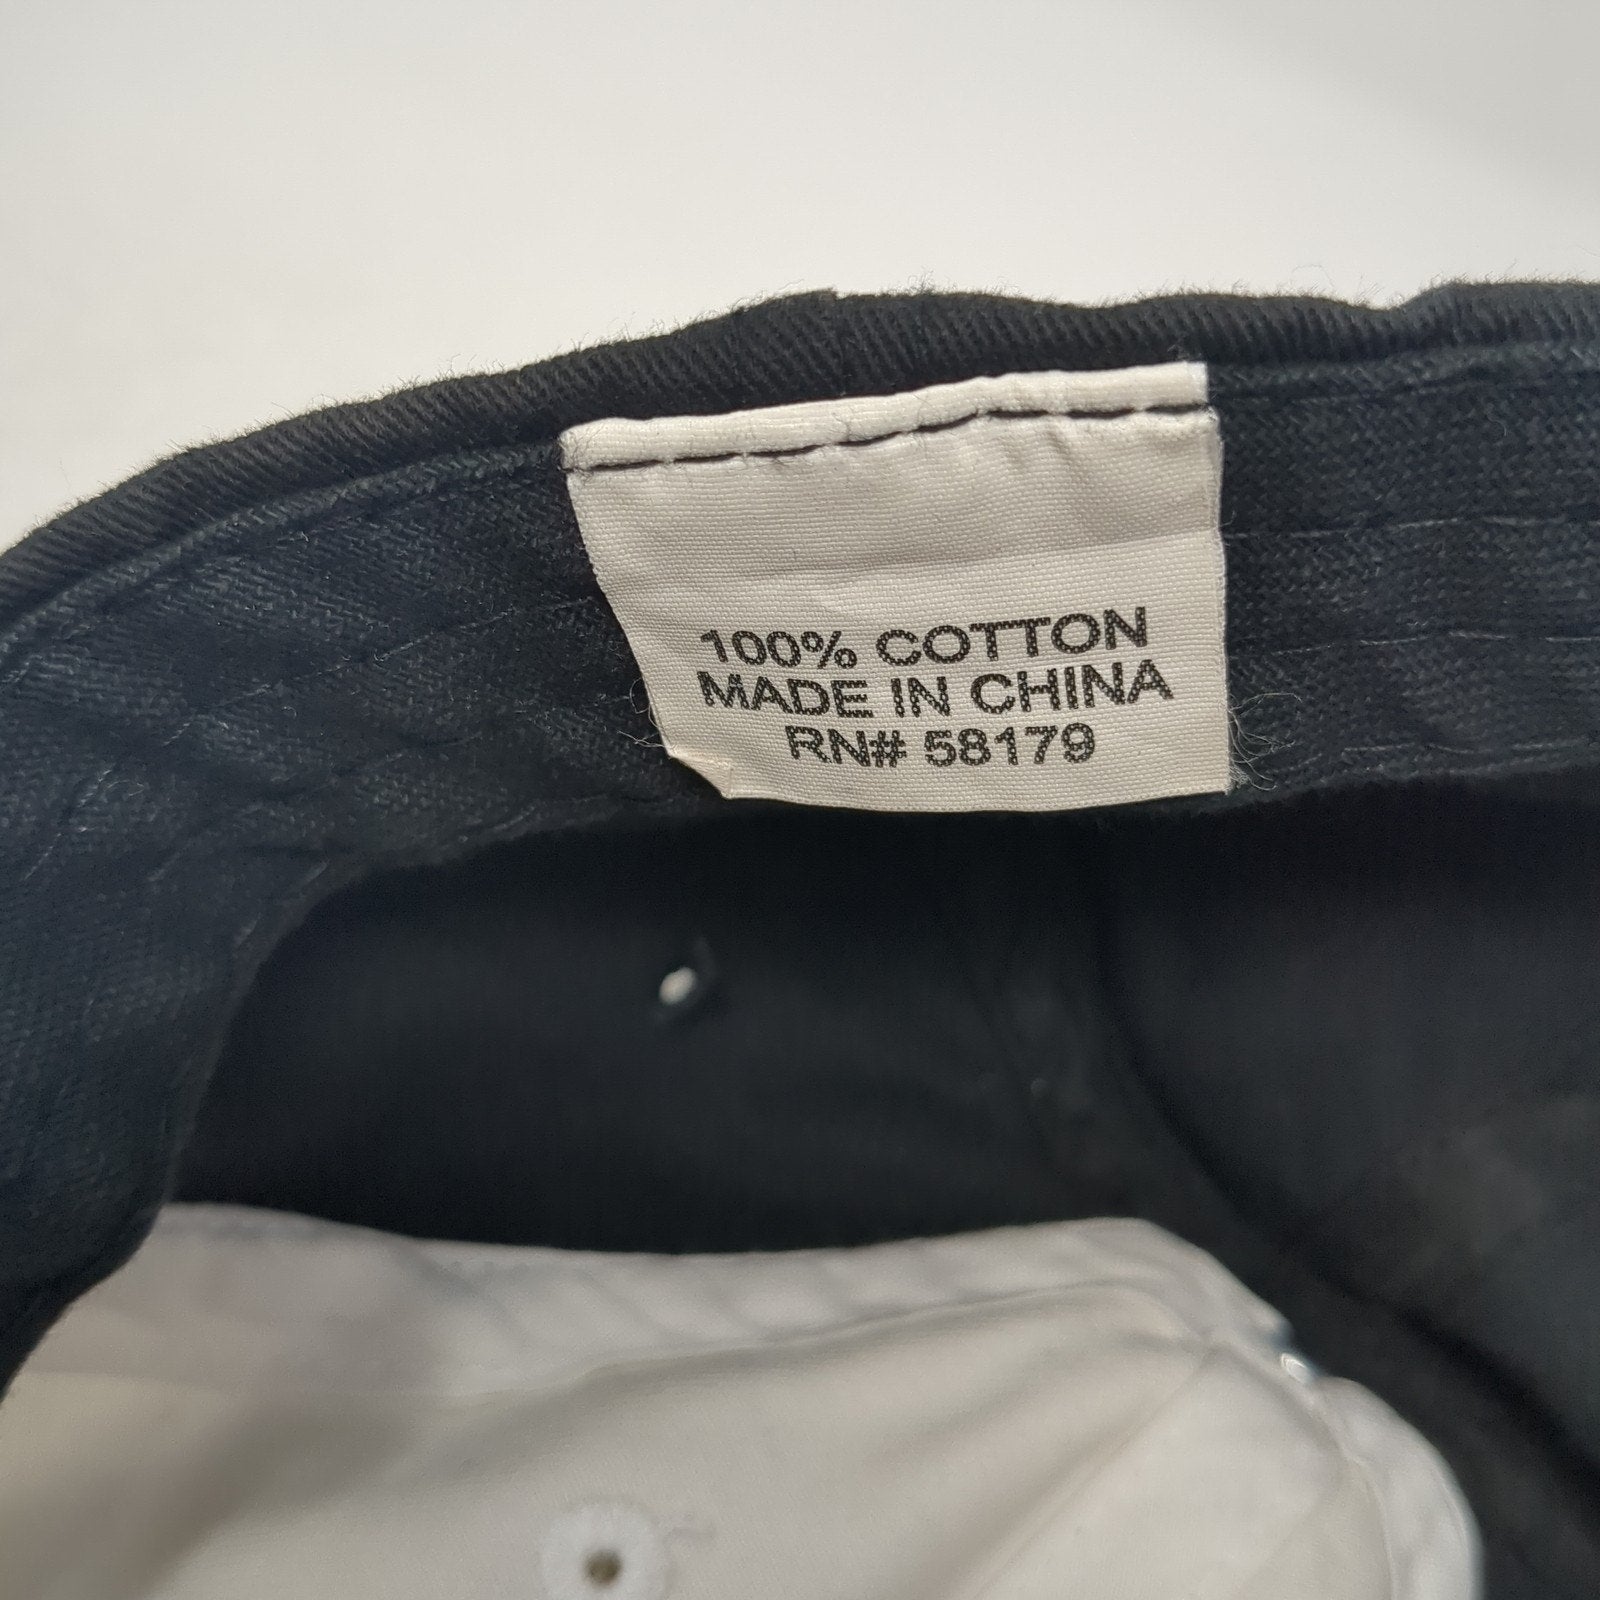 100% COTTON
MADE IN CHINA
RN# 58179